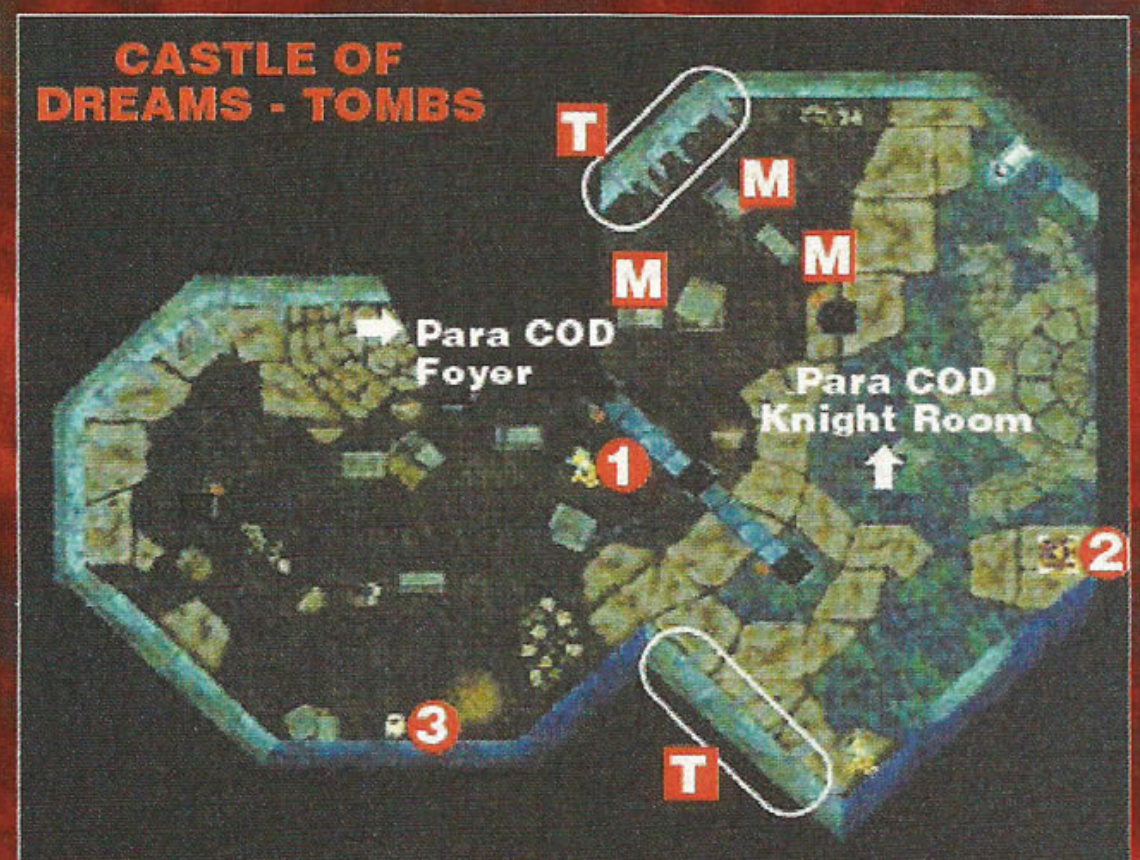 CASTLE OF
DREAMS - TOMBS
T
M
M
M
Para COD
Foyer
Para COD
Knight Room
1
2
3
T